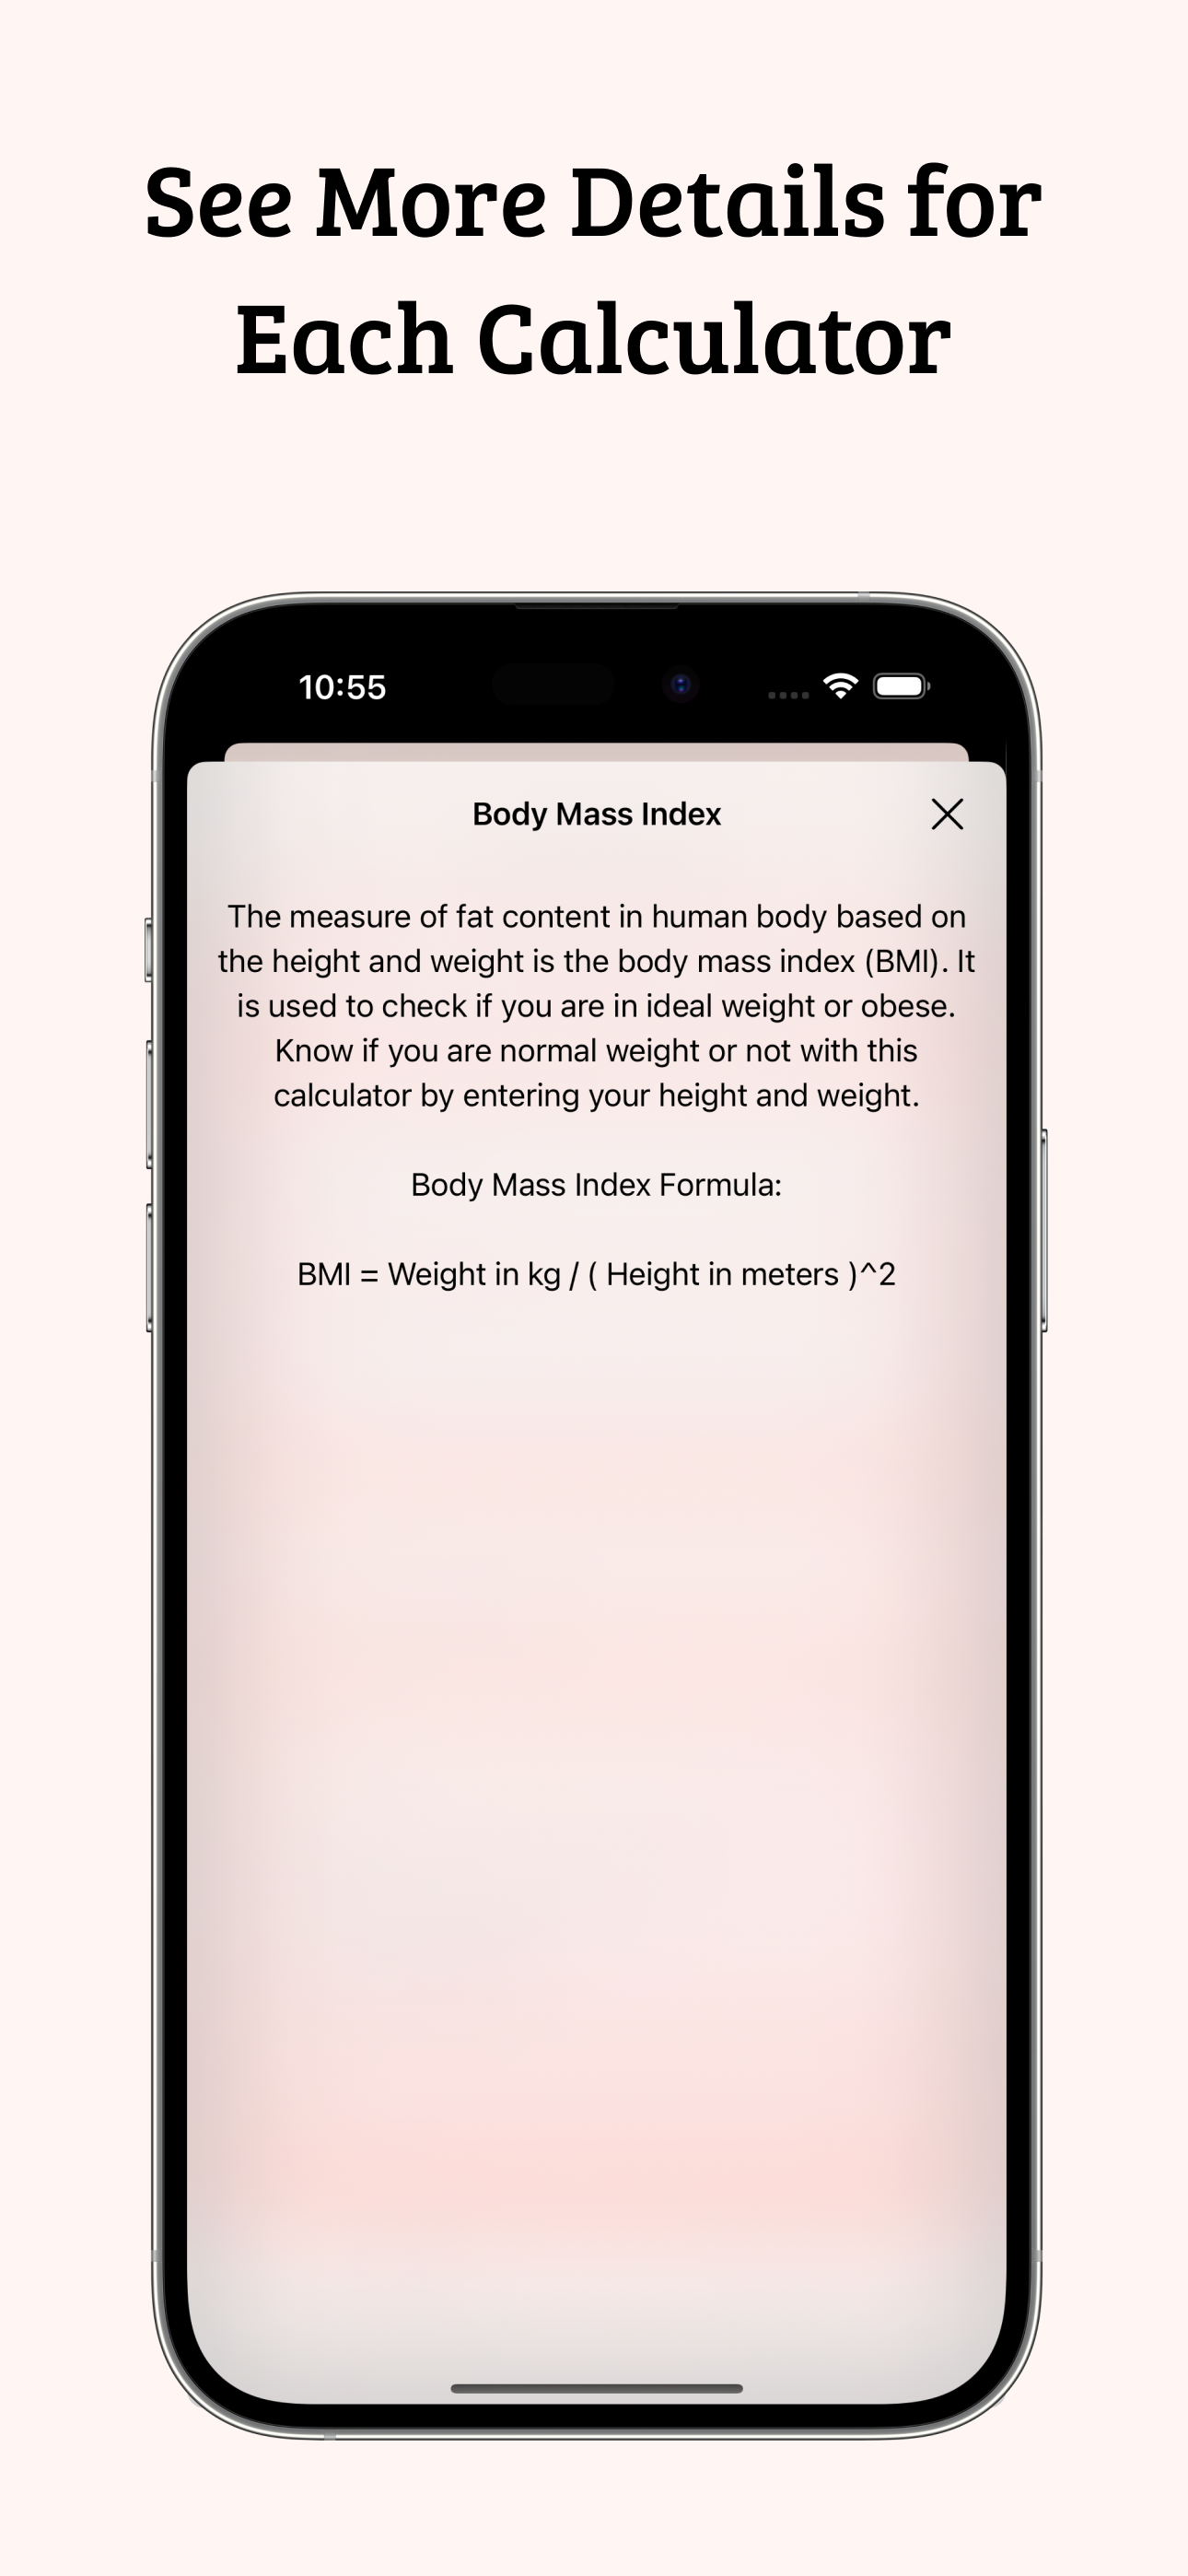 See More Details for
Each Calculator
10:55
Body Mass Index
The measure of fat content in human body based on
the height and weight is the body mass index (BMI). It
is used to check if you are in ideal weight or obese.
Know if you are normal weight or not with this
calculator by entering your height and weight.
Body Mass Index Formula:
BMI = Weight in kg / ( Height in meters )^2